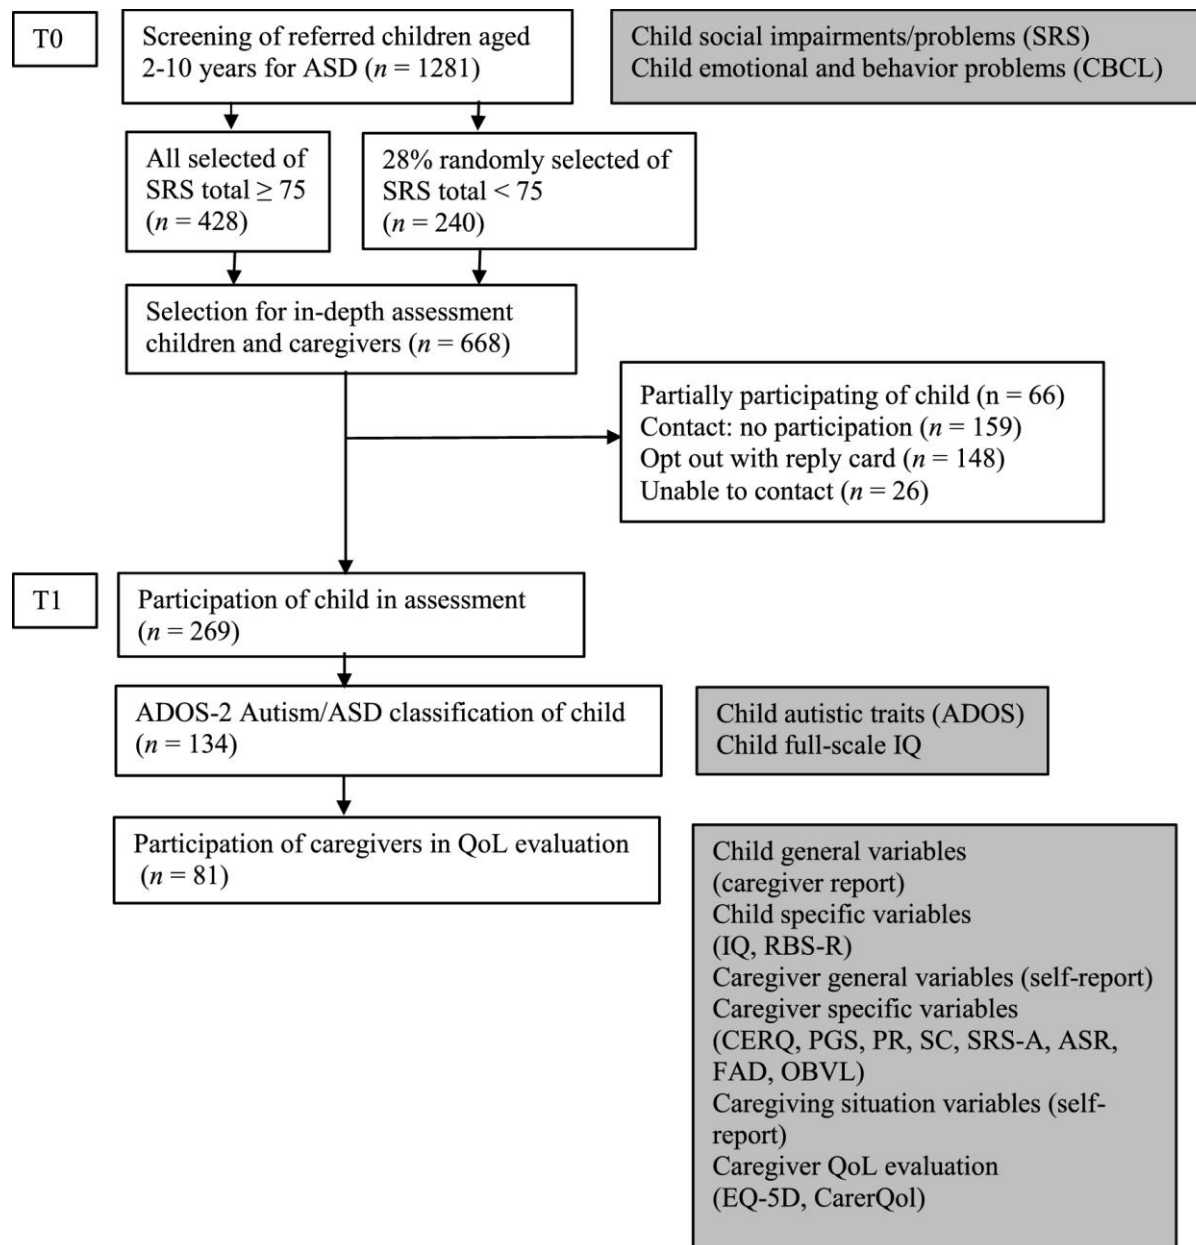 T0
Screening of referred children aged
2-10 years for ASD (n = 1281)
Child social impairments/problems (SRS)
Child emotional and behavior problems (CBCL)
All selected of
SRS total ≥ 75
(n = 428)
28% randomly selected of
SRS total < 75
(n = 240)
Selection for in-depth assessment
children and caregivers (n = 668)
Partially participating of child (n = 66)
Contact: no participation (n = 159)
Opt out with reply card (n = 148)
Unable to contact (n = 26)
T1
Participation of child in assessment
(n = 269)
ADOS-2 Autism/ASD classification of child
(n = 134)
Child autistic traits (ADOS)
Child full-scale IQ
Participation of caregivers in QoL evaluation
(n = 81)
Child general variables
(caregiver report)
Child specific variables
(IQ, RBS-R)
Caregiver general variables (self-report)
Caregiver specific variables
(CERQ, PGS, PR, SC, SRS-A, ASR,
FAD, OBVL)
Caregiving situation variables (self-
report)
Caregiver QoL evaluation
(EQ-5D, CarerQol)